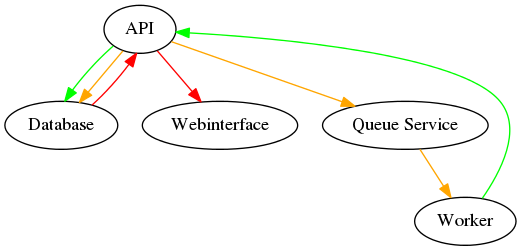 API
Database
Webinterface
Queue Service
Worker